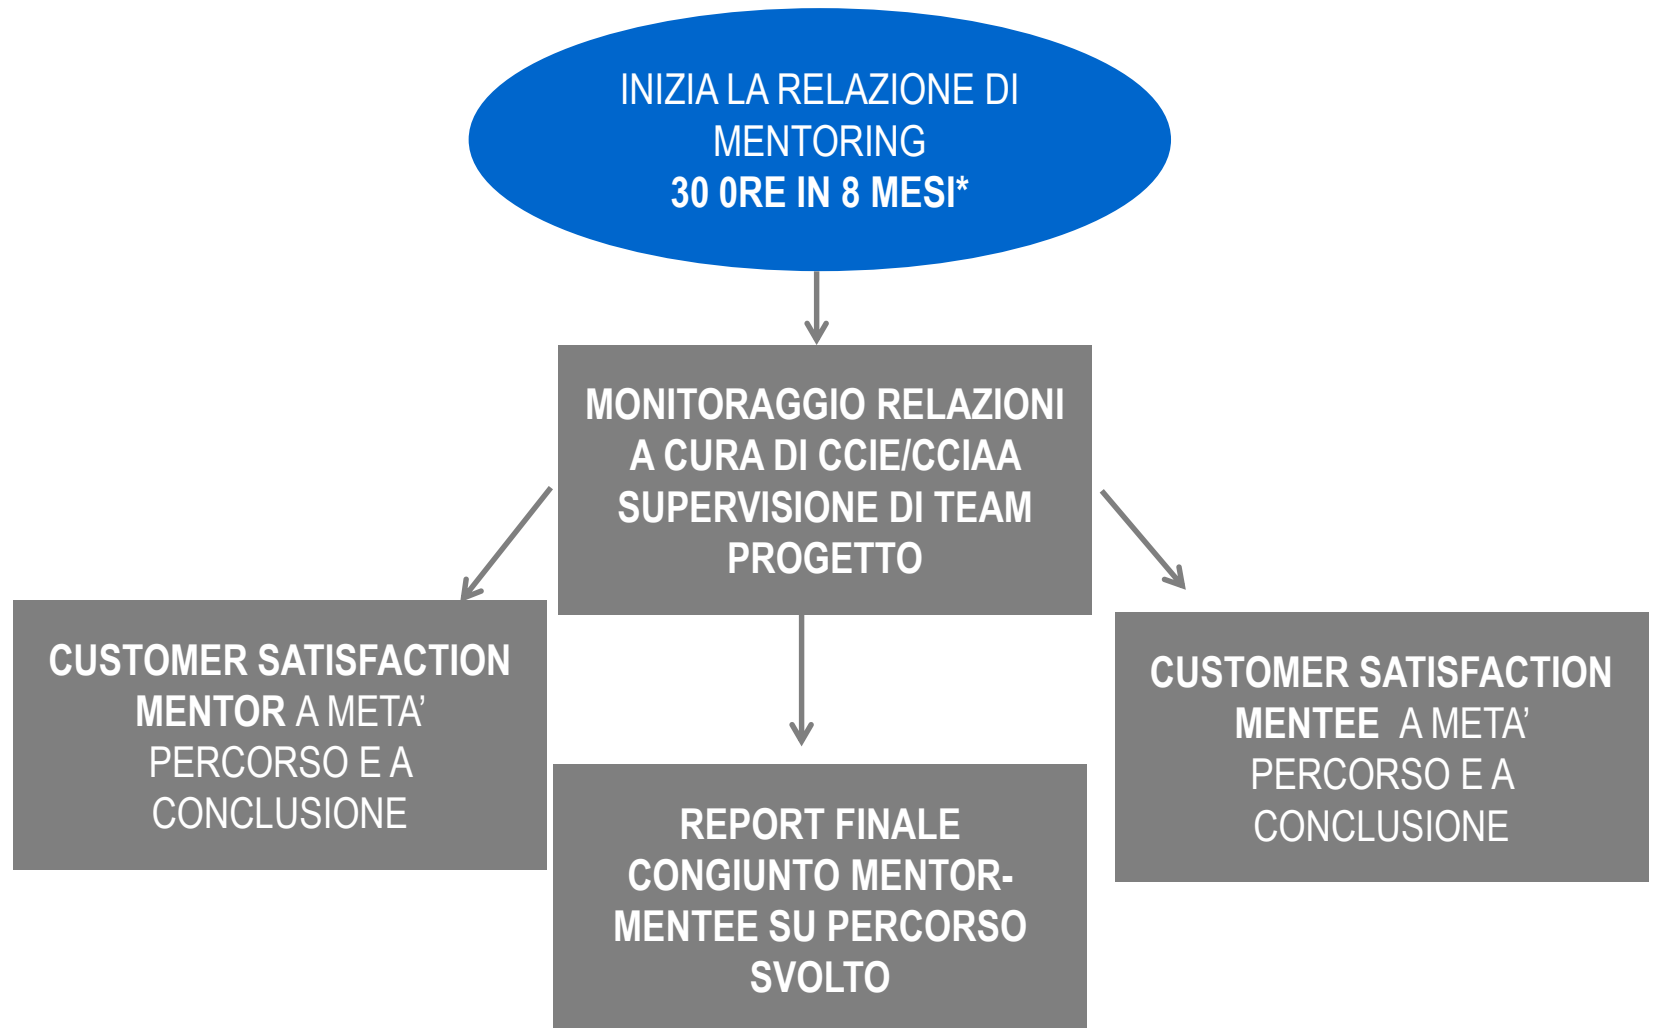 INIZIA LA RELAZIONE DI
MENTORING
30 0RE IN 8 MESI*
MONITORAGGIO RELAZIONI
A CURA DI CCIE/CCIAA
SUPERVISIONE DI TEAM
PROGETTO
CUSTOMER SATISFACTION
MENTOR A META’
PERCORSO E A
CONCLUSIONE
REPORT FINALE
CONGIUNTO MENTOR-
MENTEE SU PERCORSO
SVOLTO
CUSTOMER SATISFACTION
MENTEE  A META’
PERCORSO E A
CONCLUSIONE